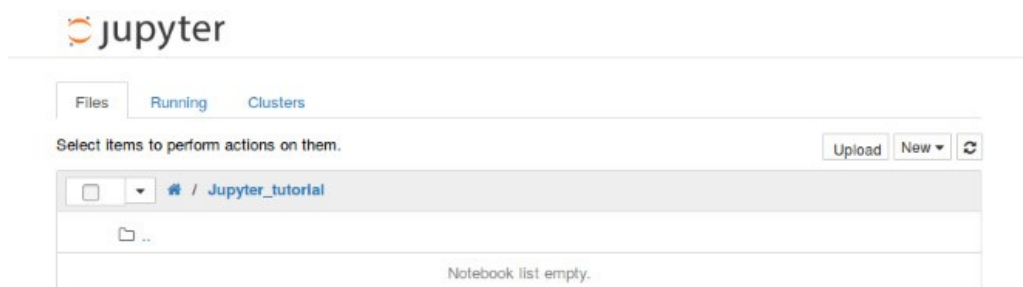 jupyter
Files Running Clusters
Select items to perform actions on them. Upload New
/ Jupyter_tutorial
..
Notebook list empty.